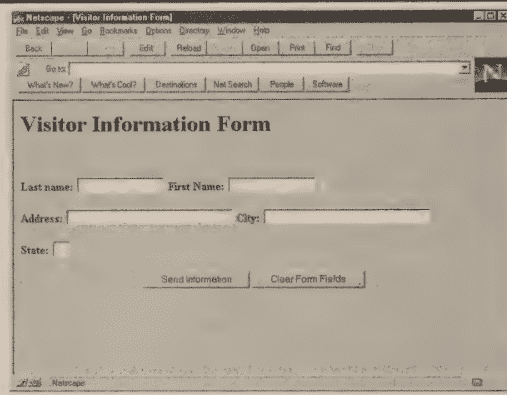 Netscape - [Visitor Information Form]
File Edit View Go Bookmarks Options Directory Window Help
Back Edit Reload Open Print Find
Go to:
What's New? What's Cool? Destinations Net Search People Software
N
Visitor Information Form
Last name: First Name:
Address: City:
State:
Send Information Claer Form Fields
Netscape